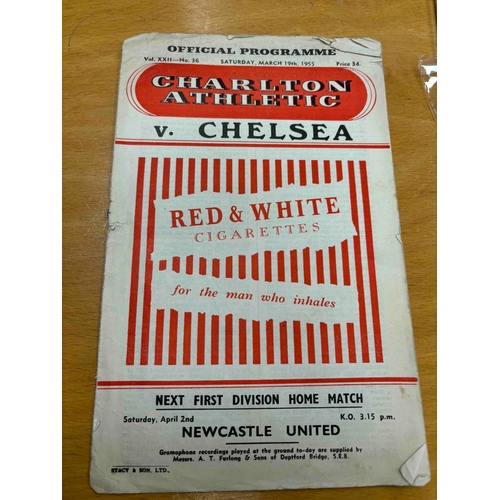 OFFICIAL PROGRAMME
Vol. XXII—No. 36 SATURDAY, MARCH 19th, 1955 Price 3d.
CHARLTON
ATHLETIC
v. CHELSEA
RED & WHITE
CIGARETTES
for the man who inhales
NEXT FIRST DIVISION HOME MATCH
Saturday, April 2nd K.O. 3.15 p.m.
NEWCASTLE UNITED
Gramophone recordings played at the ground to-day are supplied by
Messrs. A. T. Furlong & Sons of Deptford Bridge, S.E.8.
STACY & SON, LTD.,